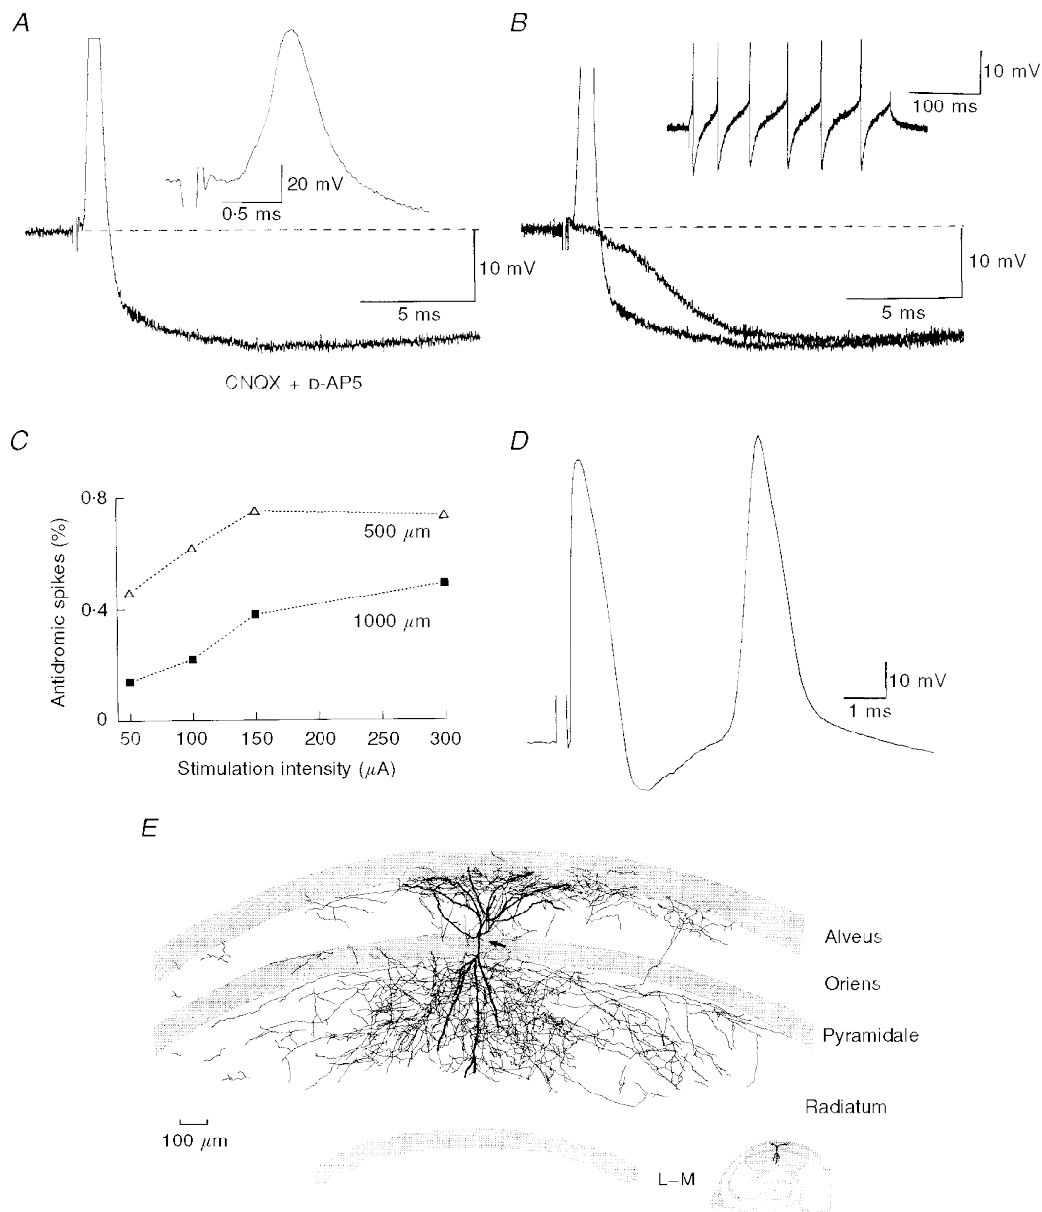 A
20 mV
0·5 ms
10 mV
5 ms
CNQX + D-AP5
B
10 mV
100 ms
10 mV
5 ms
C
Antidromic spikes (%)
0·8
0·4
0
500 μm
1000 μm
50 100 150 200 250 300
Stimulation intensity (μA)
D
10 mV
1 ms
E
Alveus
Oriens
Pyramidale
Radiatum
100 μm
L–M